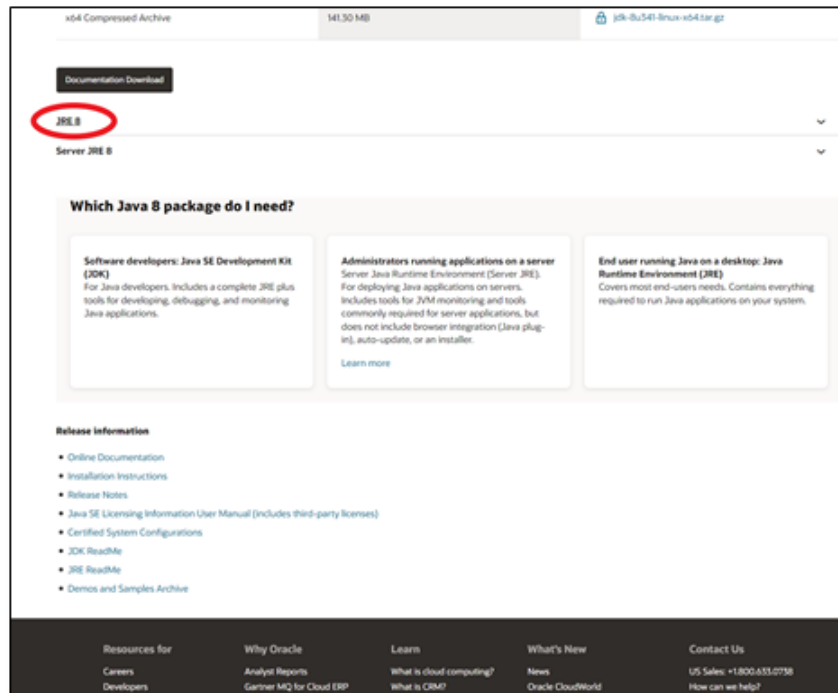 x64 Compressed Archive 141.30 MB jdk-8u341-linux-x64.tar.gz
Documentation Download
JRE 8
Server JRE 8
Which Java 8 package do I need?
Software developers: Java SE Development Kit
(JDK)
For Java developers. Includes a complete JRE plus
tools for developing, debugging, and monitoring
Java applications.
Administrators running applications on a server
Server Java Runtime Environment (Server JRE).
For deploying Java applications on servers.
Includes tools for JVM monitoring and tools
commonly required for server applications, but
does not include browser integration (Java plug-
in), auto-update, or an installer.
Learn more
End user running Java on a desktop: Java
Runtime Environment (JRE)
Covers most end-users needs. Contains everything
required to run Java applications on your system.
Release information
• Online Documentation
• Installation Instructions
• Release Notes
• Java SE Licensing Information User Manual (includes third-party licenses)
• Certified System Configurations
• JDK ReadMe
• JRE ReadMe
• Demos and Samples Archive
Resources for Why Oracle Learn What's New Contact Us
Careers Analyst Reports What is cloud computing? News US Sales: +1.800.633.0738
Developers Gartner MQ for Cloud ERP What is CRM? Oracle CloudWorld How can we help?